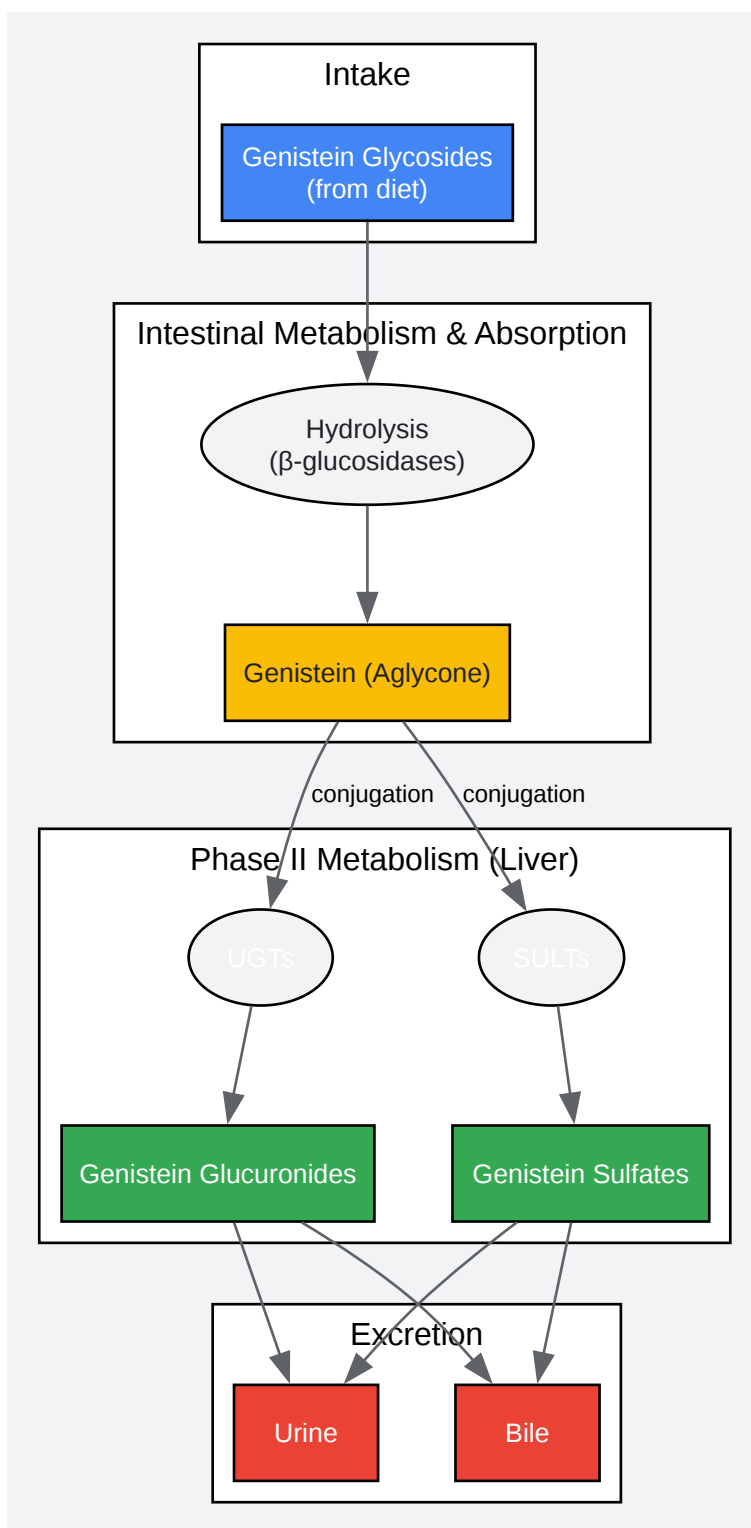 Intake
Genistein Glycosides
(from diet)
Intestinal Metabolism & Absorption
Hydrolysis
(β-glucosidases)
Genistein (Aglycone)
conjugation
conjugation
Phase II Metabolism (Liver)
UGTs
SULTs
Genistein Glucuronides
Genistein Sulfates
Excretion
Urine
Bile